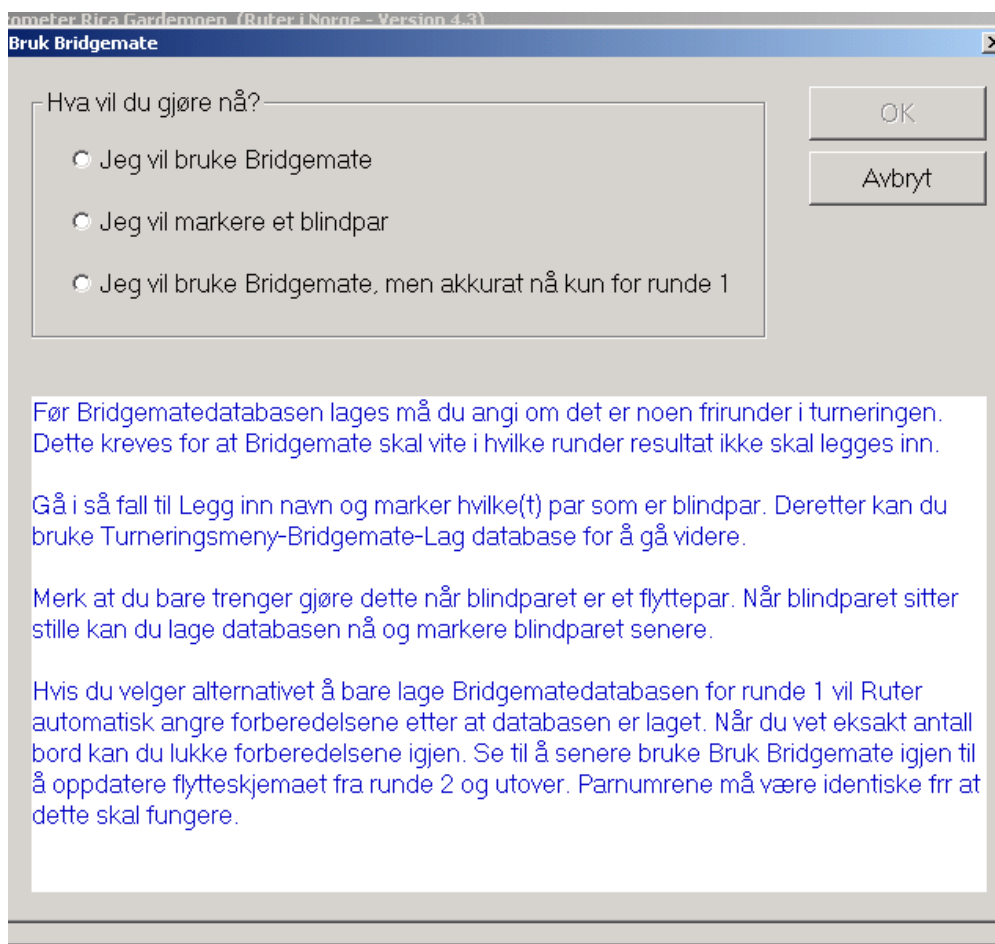 ometer Rica Gardemoen (Ruter i Norge - Version 4.3)
Bruk Bridgemate
Hva vil du gjøre nå?
OK
Jeg vil bruke Bridgemate
Avbryt
Jeg vil markere et blindpar
Jeg vil bruke Bridgemate, men akkurat nå kun for runde 1
Før Bridgematedatabasen lages må du angi om det er noen frirunder i turneringen.
Dette kreves for at Bridgemate skal vite i hvilke runder resultat ikke skal legges inn.
Gå i så fall til Legg inn navn og marker hvilke(t) par som er blindpar. Deretter kan du
bruke Turneringsmeny-Bridgemate-Lag database for å gå videre.
Merk at du bare trenger gjøre dette når blindparet er et flyttepar. Når blindparet sitter
stille kan du lage databasen nå og markere blindparet senere.
Hvis du velger alternativet å bare lage Bridgematedatabasen for runde 1 vil Ruter
automatisk angre forberedelsene etter at databasen er laget. Når du vet eksakt antall
bord kan du lukke forberedelsene igjen. Se til å senere bruke Bruk Bridgemate igjen til
å oppdatere flytteskjemaet fra runde 2 og utover. Parnumrene må være identiske frr at
dette skal fungere.